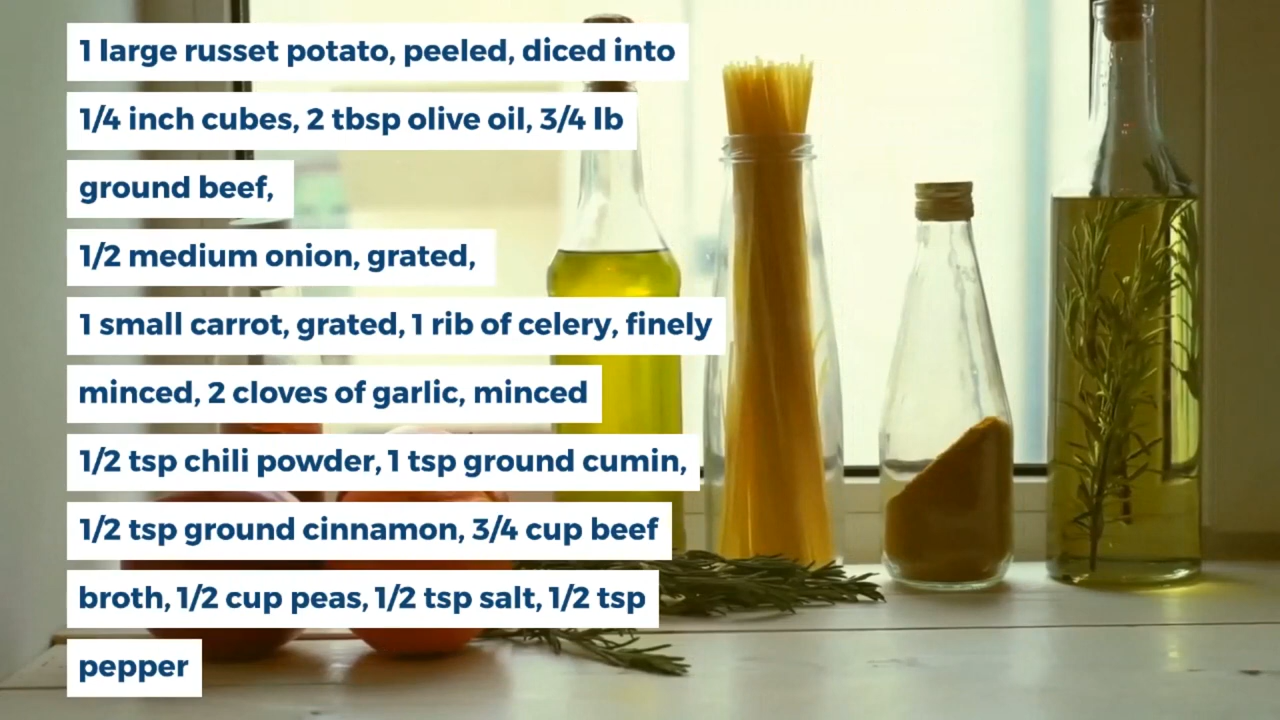 1 large russet potato, peeled, diced into
1/4 inch cubes, 2 tbsp olive oil, 3/4 lb
ground beef,
1/2 medium onion, grated,
1 small carrot, grated, 1 rib of celery, finely
minced, 2 cloves of garlic, minced
1/2 tsp chili powder, 1 tsp ground cumin,
1/2 tsp ground cinnamon, 3/4 cup beef
broth, 1/2 cup peas, 1/2 tsp salt, 1/2 tsp
pepper